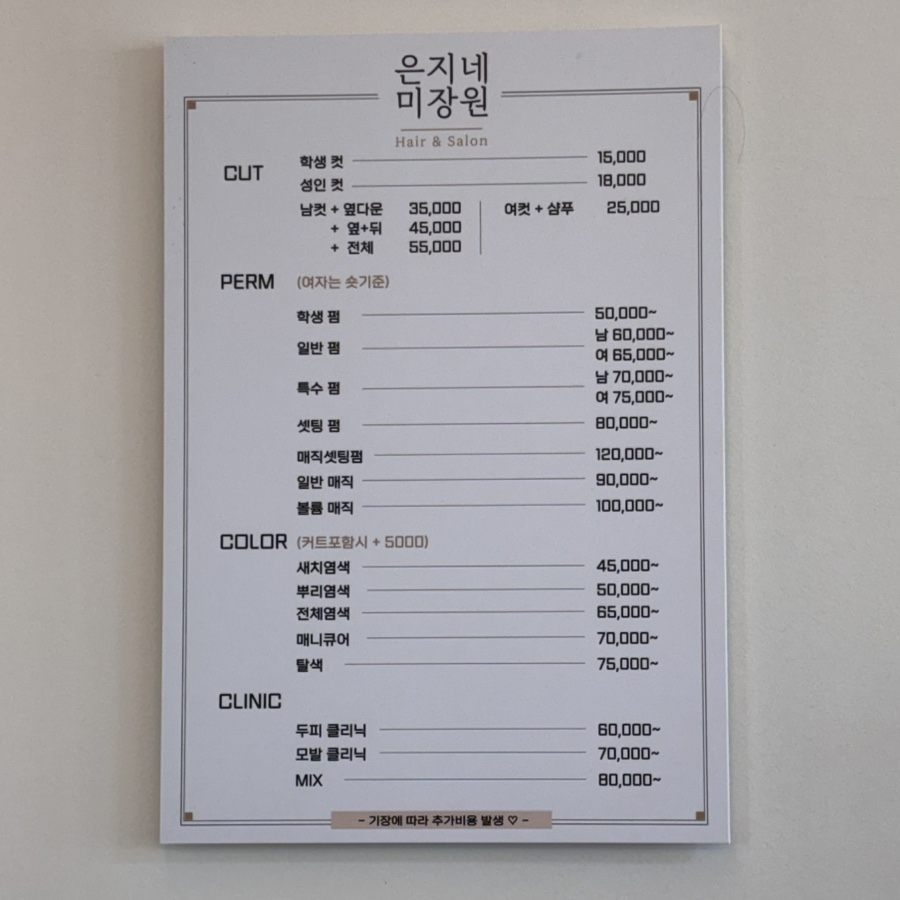 은지네
미장원
Hair & Salon
CUT
학생 컷 15,000
성인 컷 18,000
남컷 + 옆다운 35,000 여컷 + 샴푸 25,000
+ 옆+뒤 45,000
+ 전체 55,000
PERM (여자는 숏기준)
학생 펌 50,000~
일반 펌 남 60,000~
여 65,000~
특수 펌 남 70,000~
여 75,000~
셋팅 펌 80,000~
매직셋팅펌 120,000~
일반 매직 90,000~
볼륨 매직 100,000~
COLOR (커트포함시 + 5000)
새치염색 45,000~
뿌리염색 50,000~
전체염색 65,000~
매니큐어 70,000~
탈색 75,000~
CLINIC
두피 클리닉 60,000~
모발 클리닉 70,000~
MIX 80,000~
- 기장에 따라 추가비용 발생 ♡ -